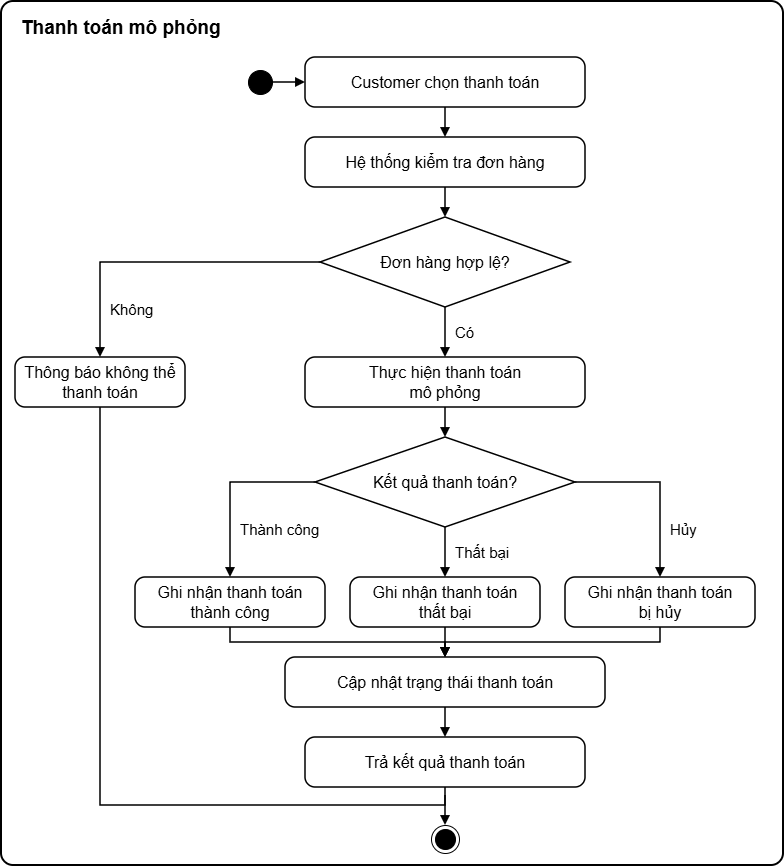 Thanh toán mô phỏng
Customer chọn thanh toán
Hệ thống kiểm tra đơn hàng
Đơn hàng hợp lệ?
Không
Có
Thông báo không thể
thanh toán
Thực hiện thanh toán
mô phỏng
Kết quả thanh toán?
Thành công
Thất bại
Hủy
Ghi nhận thanh toán
thành công
Ghi nhận thanh toán
thất bại
Ghi nhận thanh toán
bị hủy
Cập nhật trạng thái thanh toán
Trả kết quả thanh toán